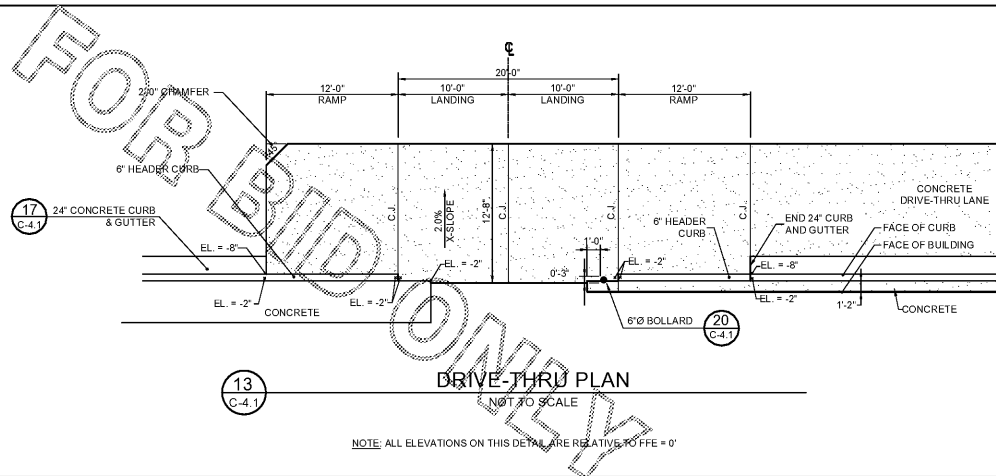 FOR BID ONLY
℄
20'-0"
12'-0"
RAMP
10'-0"
LANDING
10'-0"
LANDING
12'-0"
RAMP
2'-0" CHAMFER
45°
6" HEADER CURB
17
C-4.1
24" CONCRETE CURB
& GUTTER
EL. = -8"
EL. = -2"
EL. = -2"
CONCRETE
C.J.
2.0%
X-SLOPE
12'-8"
C.J.
EL. = -2"
1'-0"
0'-3"
C.J.
EL. = -2"
6" HEADER
CURB
C.J.
END 24" CURB
AND GUTTER
CONCRETE
DRIVE-THRU LANE
FACE OF CURB
FACE OF BUILDING
EL. = -8"
EL. = -2"
1'-2"
CONCRETE
6"Ø BOLLARD
20
C-4.1
13
C-4.1
DRIVE-THRU PLAN
NOT TO SCALE
NOTE: ALL ELEVATIONS ON THIS DETAIL ARE RELATIVE TO FFE = 0'